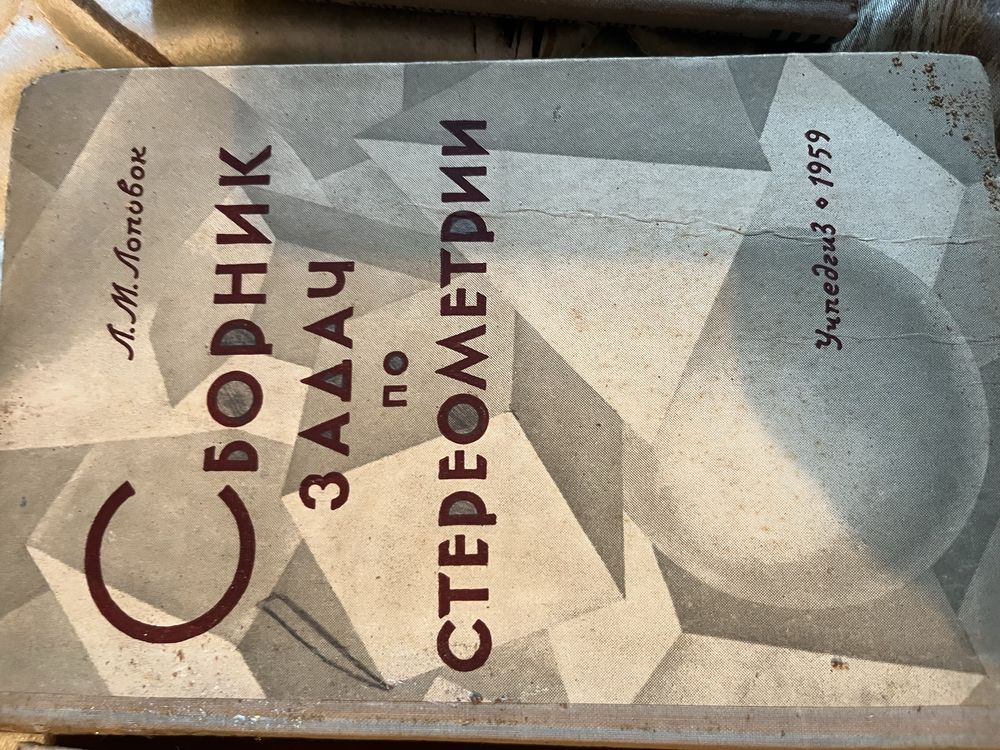 Л. М. Лоповок
СБОРНИК
ЗАДАЧ
ПО
СТЕРЕОМЕТРИИ
Учпедгиз • 1959